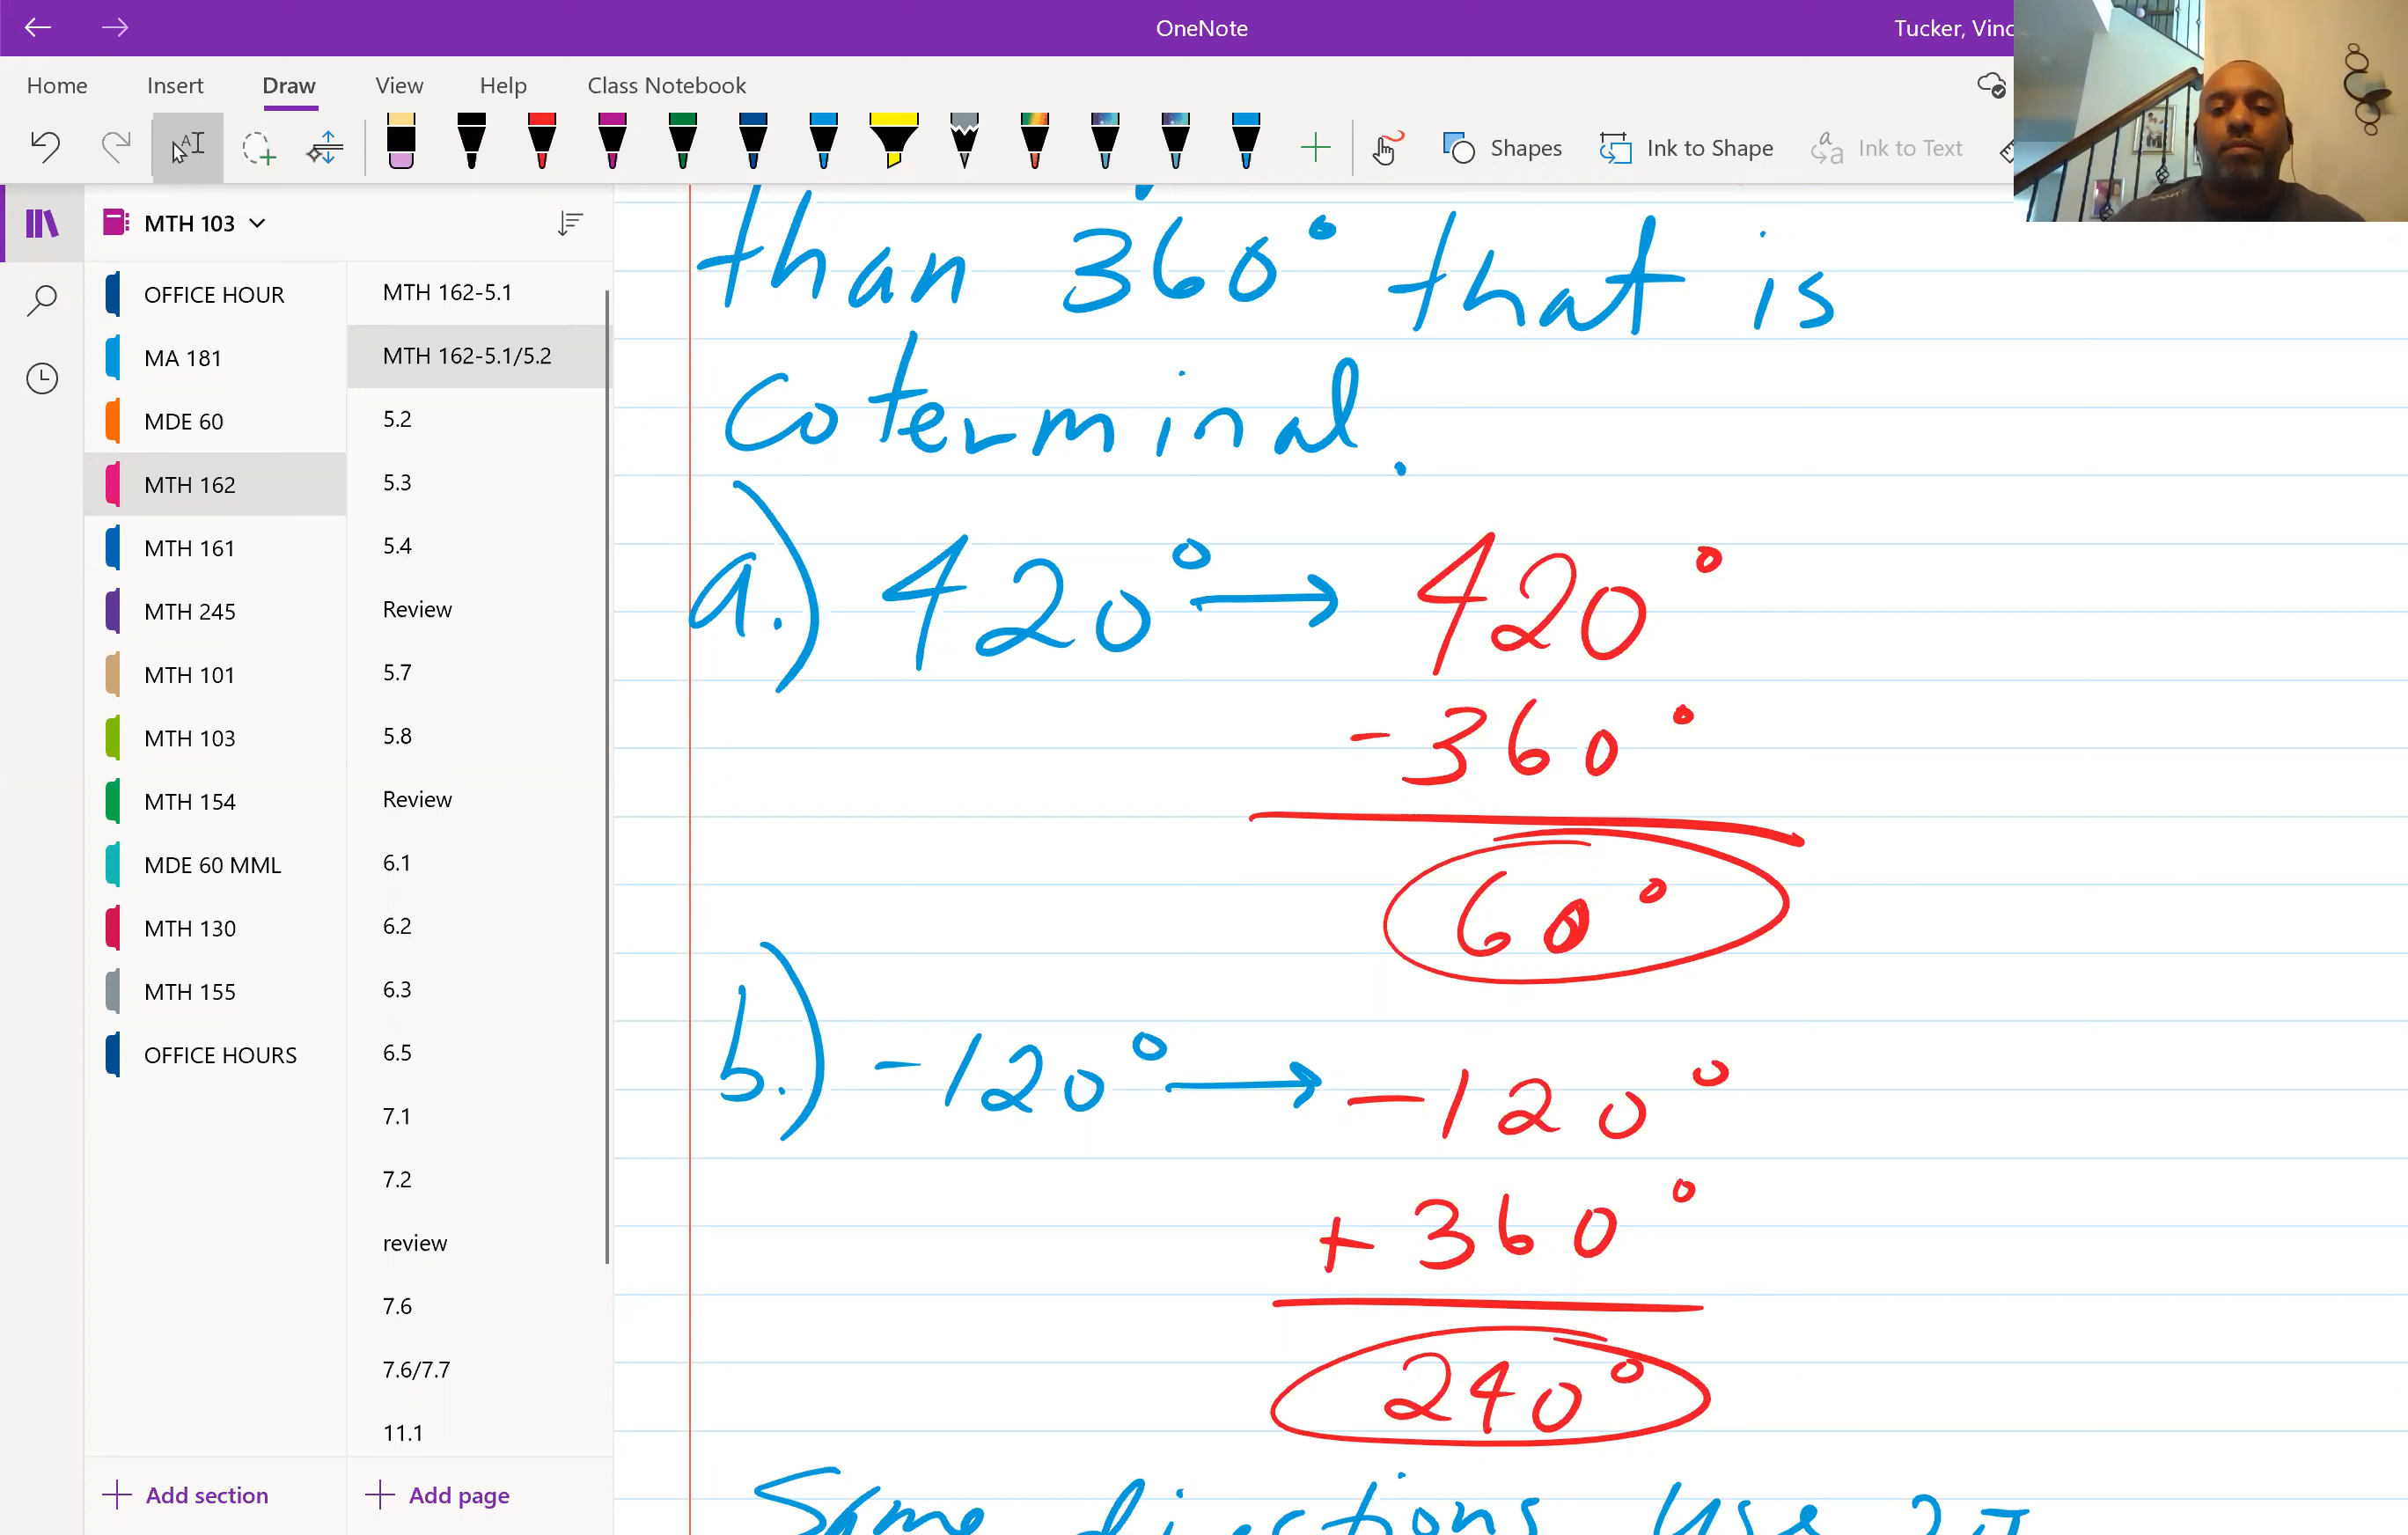 OneNote
Tucker, Vinc
Home Insert Draw View Help Class Notebook
Shapes Ink to Shape Ink to Text
MTH 103
OFFICE HOUR
MA 181
MDE 60
MTH 162
MTH 161
MTH 245
MTH 101
MTH 103
MTH 154
MDE 60 MML
MTH 130
MTH 155
OFFICE HOURS
Add section
MTH 162-5.1
MTH 162-5.1/5.2
5.2
5.3
5.4
Review
5.7
5.8
Review
6.1
6.2
6.3
6.5
7.1
7.2
review
7.6
7.6/7.7
11.1
Add page
than 360° that is
coterminal.
a.) 420° → 420°
- 360°
60°
b.) -120° → -120°
+ 360°
240°
Same directions use 2π